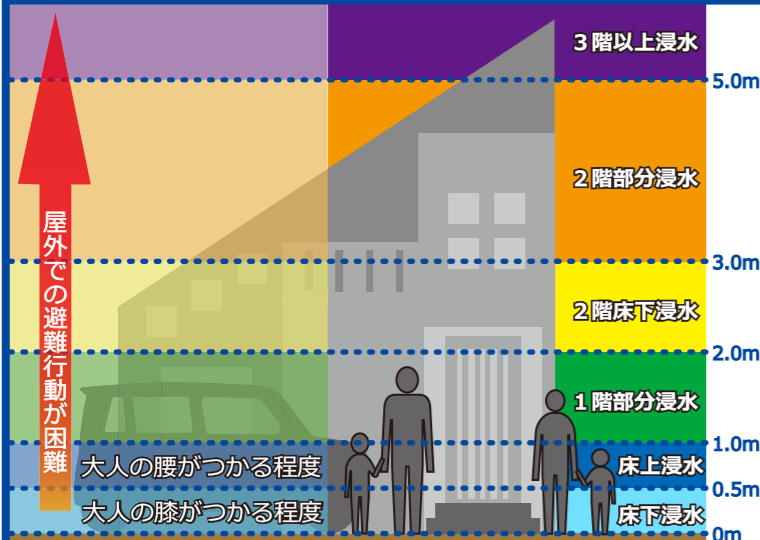 3階以上浸水
5.0m
2階部分浸水
3.0m
2階床下浸水
2.0m
1階部分浸水
1.0m
床上浸水
0.5m
床下浸水
0m
屋外での避難行動が困難
大人の腰がつかる程度
大人の膝がつかる程度